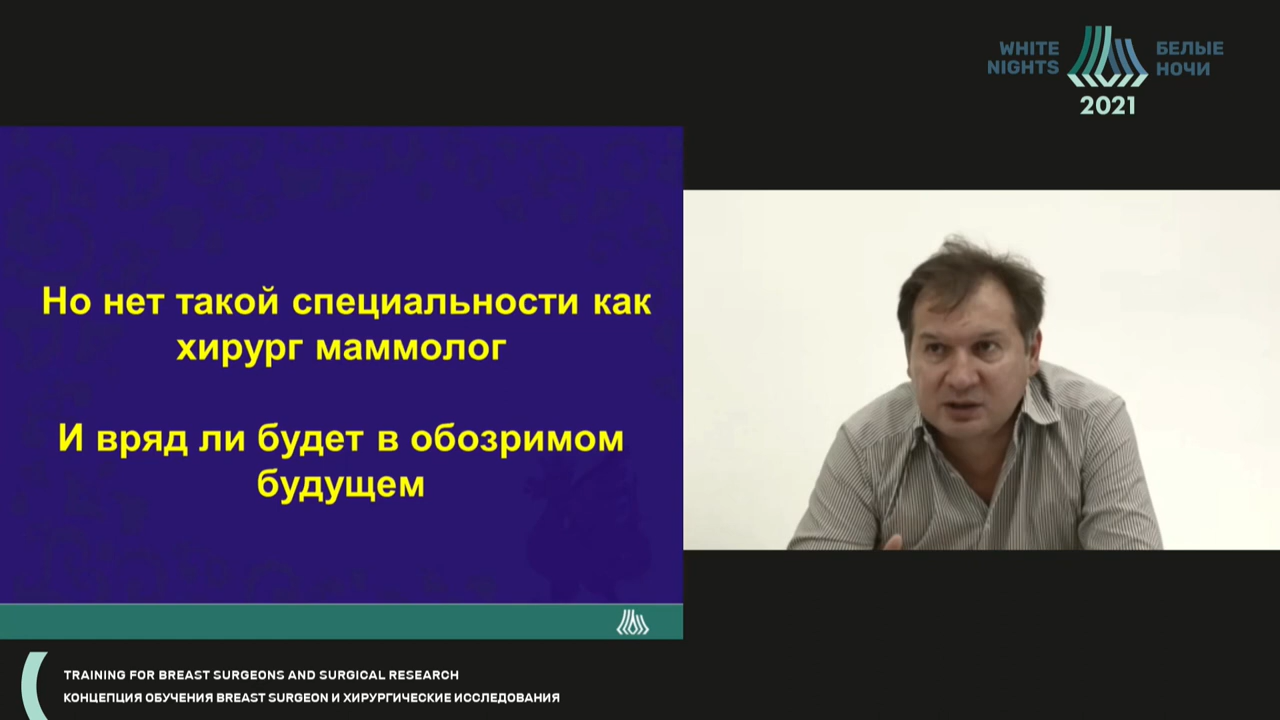 WHITE
NIGHTS
БЕЛЫЕ
НОЧИ
2021
Но нет такой специальности как
хирург маммолог
И вряд ли будет в обозримом
будущем
TRAINING FOR BREAST SURGEONS AND SURGICAL RESEARCH
КОНЦЕПЦИЯ ОБУЧЕНИЯ BREAST SURGEON И ХИРУРГИЧЕСКИЕ ИССЛЕДОВАНИЯ